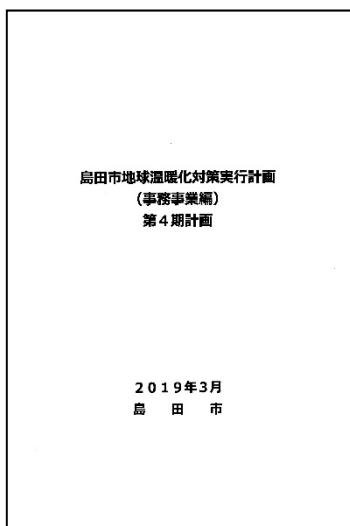 島田市地球温暖化対策実行計画
(事務事業編)
第4期計画
2019年3月
島 田 市